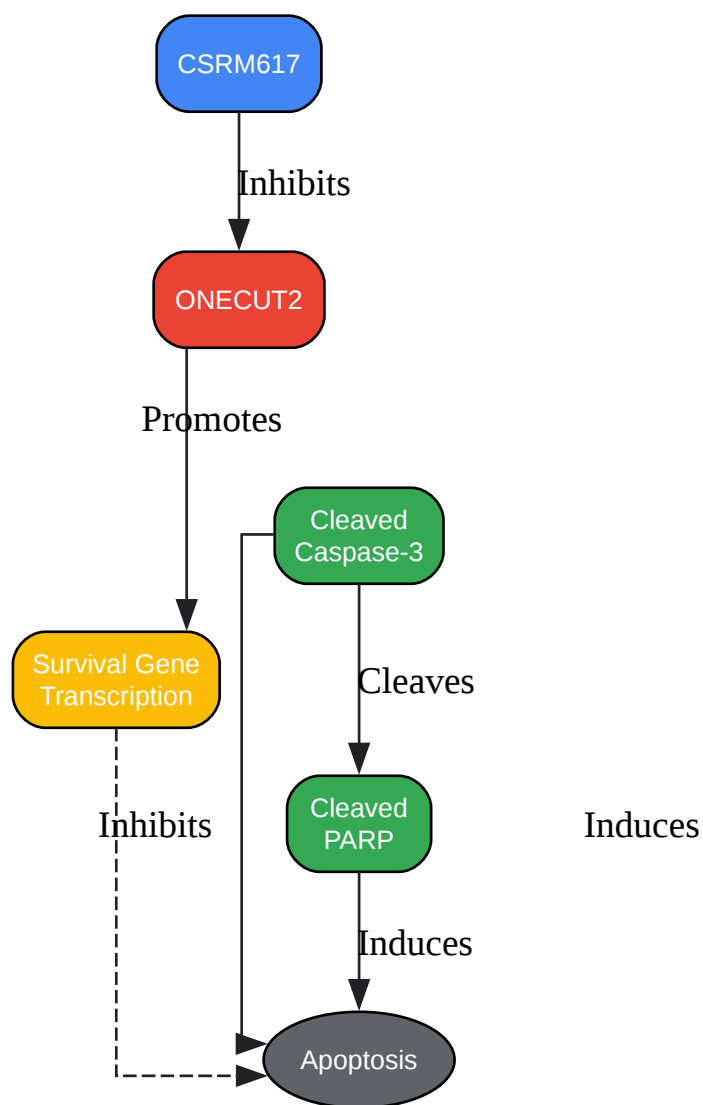 CSRM617
Inhibits
ONECUT2
Promotes
Cleaved
Caspase-3
Survival Gene
Transcription
Cleaves
Inhibits
Cleaved
PARP
Induces
Induces
Apoptosis